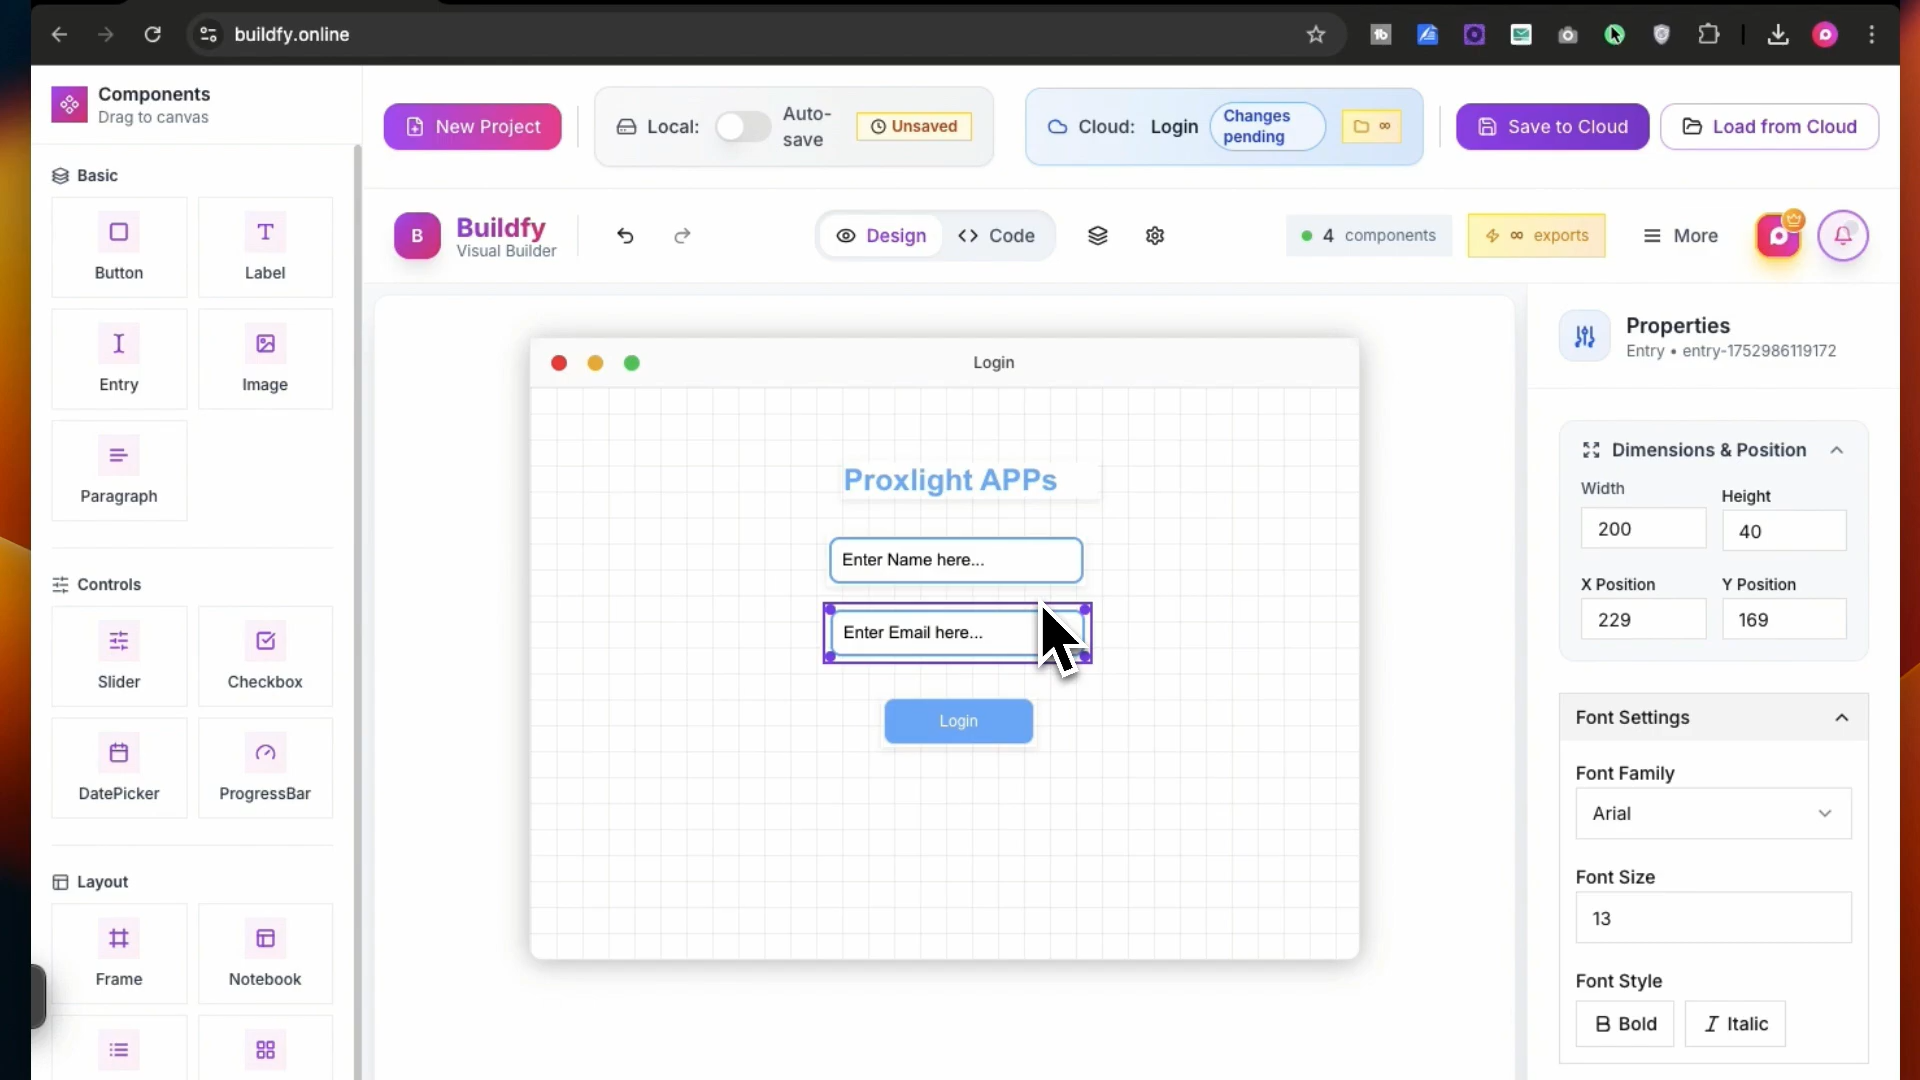 buildfy.online
Components
Drag to canvas
New Project
Local:
Auto-
save
Unsaved
Cloud:
Login
Changes
pending
∞
Save to Cloud
Load from Cloud
Basic
Button
Label
Entry
Image
Paragraph
Controls
Slider
Checkbox
DatePicker
ProgressBar
Layout
Frame
Notebook
B
Buildfy
Visual Builder
Design
Code
4 components
∞ exports
More
Login
Proxlight APPs
Enter Name here...
Enter Email here...
Login
Properties
Entry • entry-1752986119172
Dimensions & Position
Width
Height
200
40
X Position
Y Position
229
169
Font Settings
Font Family
Arial
Font Size
13
Font Style
B Bold
I Italic